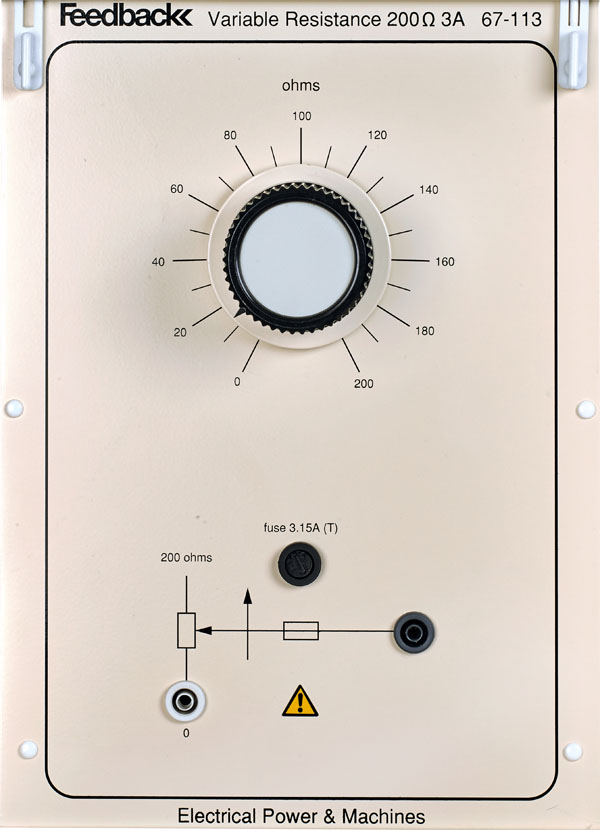 Feedback Variable Resistance 200Ω 3A 67-113
ohms
100
80 120
60 140
40 160
20 180
0 200
fuse 3.15A (T)
200 ohms
0
Electrical Power & Machines